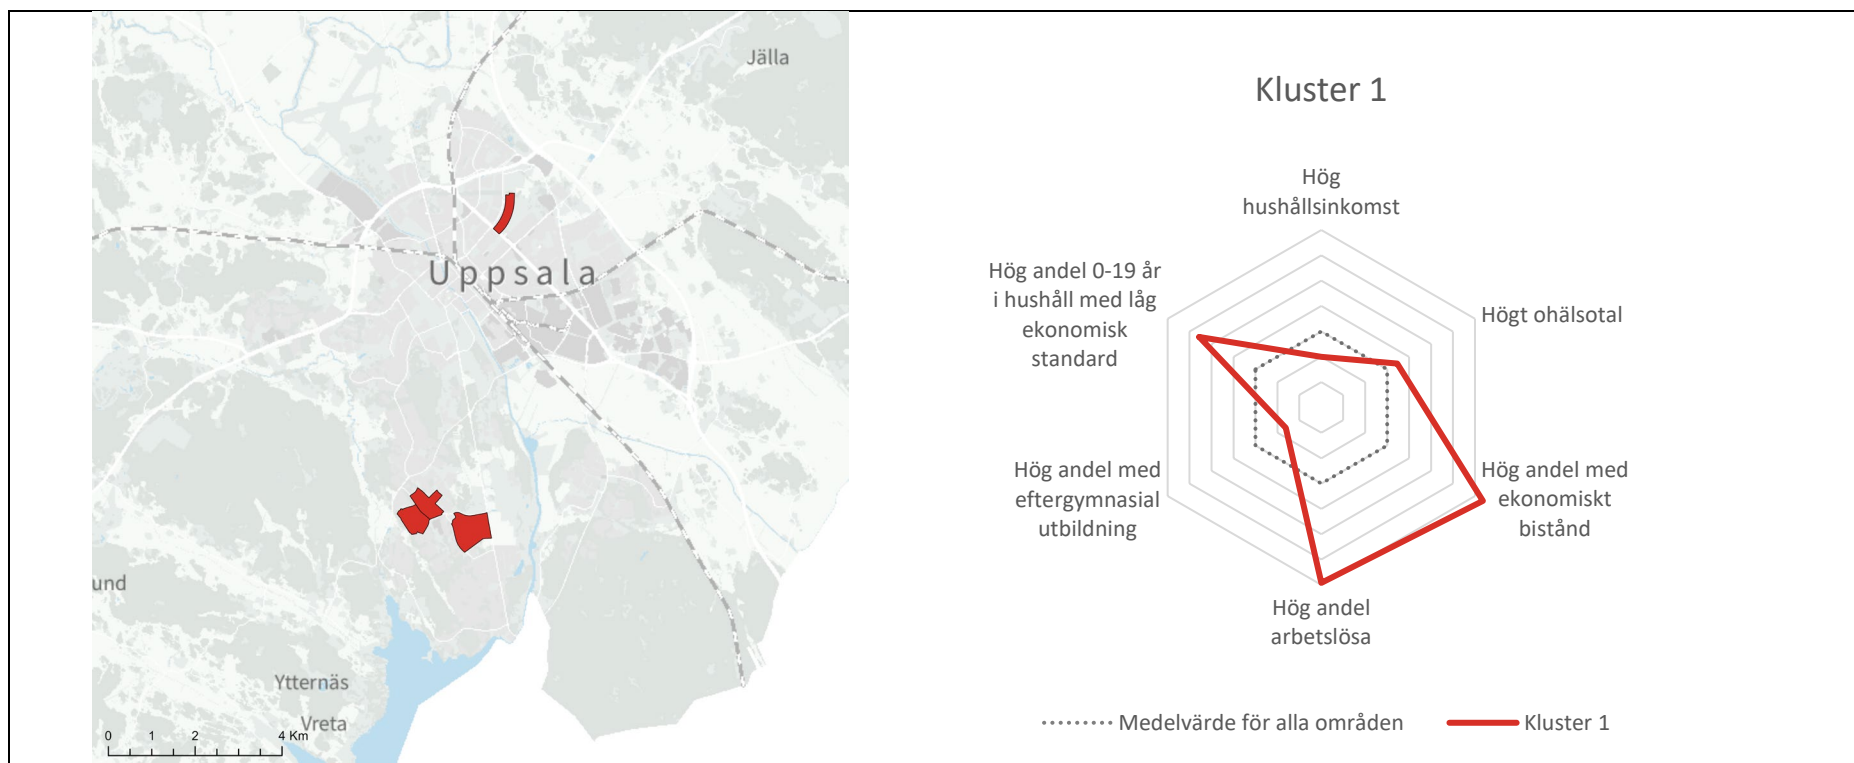 Jälla
Uppsala
und
Ytternäs
Vreta
0 1 2 4 Km
Kluster 1
Hög
hushållsinkomst
Högt ohälsotal
Hög andel med
ekonomiskt
bistånd
Hög andel
arbetslösa
Hög andel med
eftergymnasial
utbildning
Hög andel 0-19 år
i hushåll med låg
ekonomisk
standard
Medelvärde för alla områden
Kluster 1